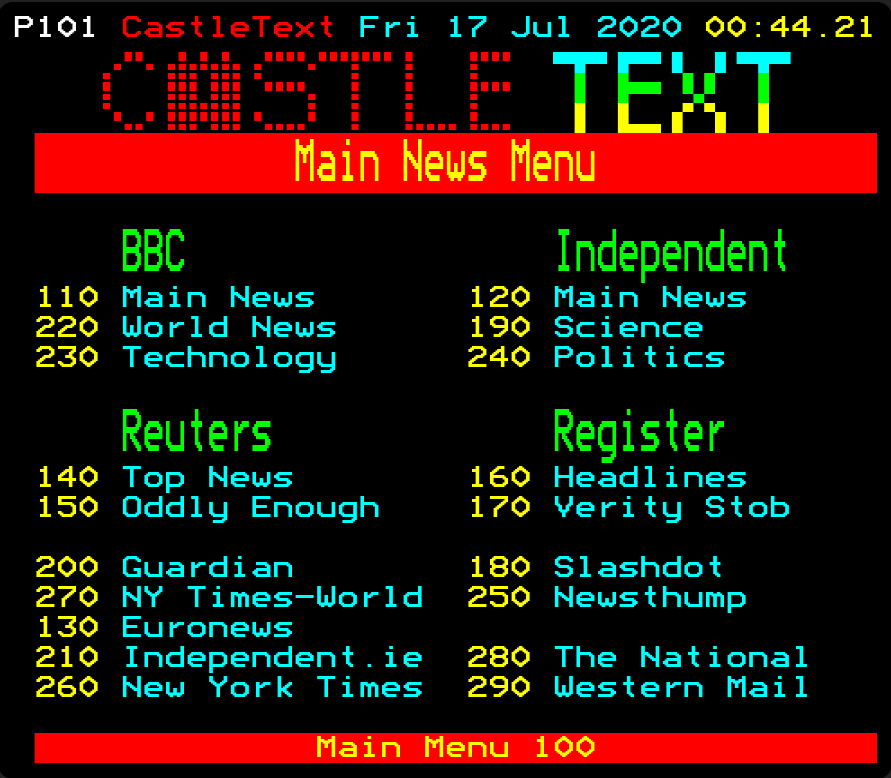 P101 CastleText Fri 17 Jul 2020 00:44.21
CASTLE TEXT
Main News Menu
BBC Independent
110 Main News 120 Main News
220 World News 190 Science
230 Technology 240 Politics
Reuters Register
140 Top News 160 Headlines
150 Oddly Enough 170 Verity Stob
200 Guardian 180 Slashdot
270 NY Times-World 250 Newsthump
130 Euronews
210 Independent.ie 280 The National
260 New York Times 290 Western Mail
Main Menu 100